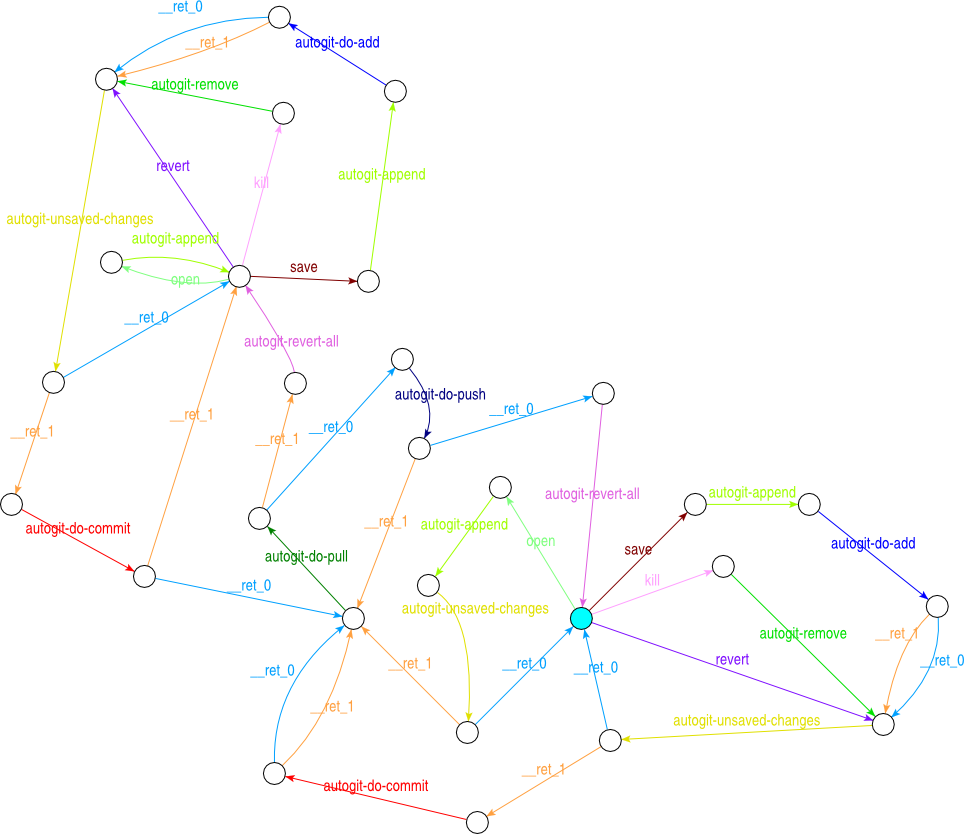 __ret_0
__ret_1
autogit-do-add
autogit-remove
revert
kill
autogit-append
autogit-unsaved-changes
autogit-append
open
save
__ret_0
autogit-revert-all
autogit-do-push
__ret_0
__ret_1
__ret_0
__ret_1
__ret_1
autogit-revert-all
autogit-append
autogit-do-commit
__ret_1
autogit-append
open
save
autogit-do-add
autogit-do-pull
kill
__ret_0
autogit-unsaved-changes
autogit-remove
__ret_1
__ret_0
__ret_1
__ret_0
__ret_0
revert
__ret_0
__ret_1
autogit-unsaved-changes
__ret_1
autogit-do-commit